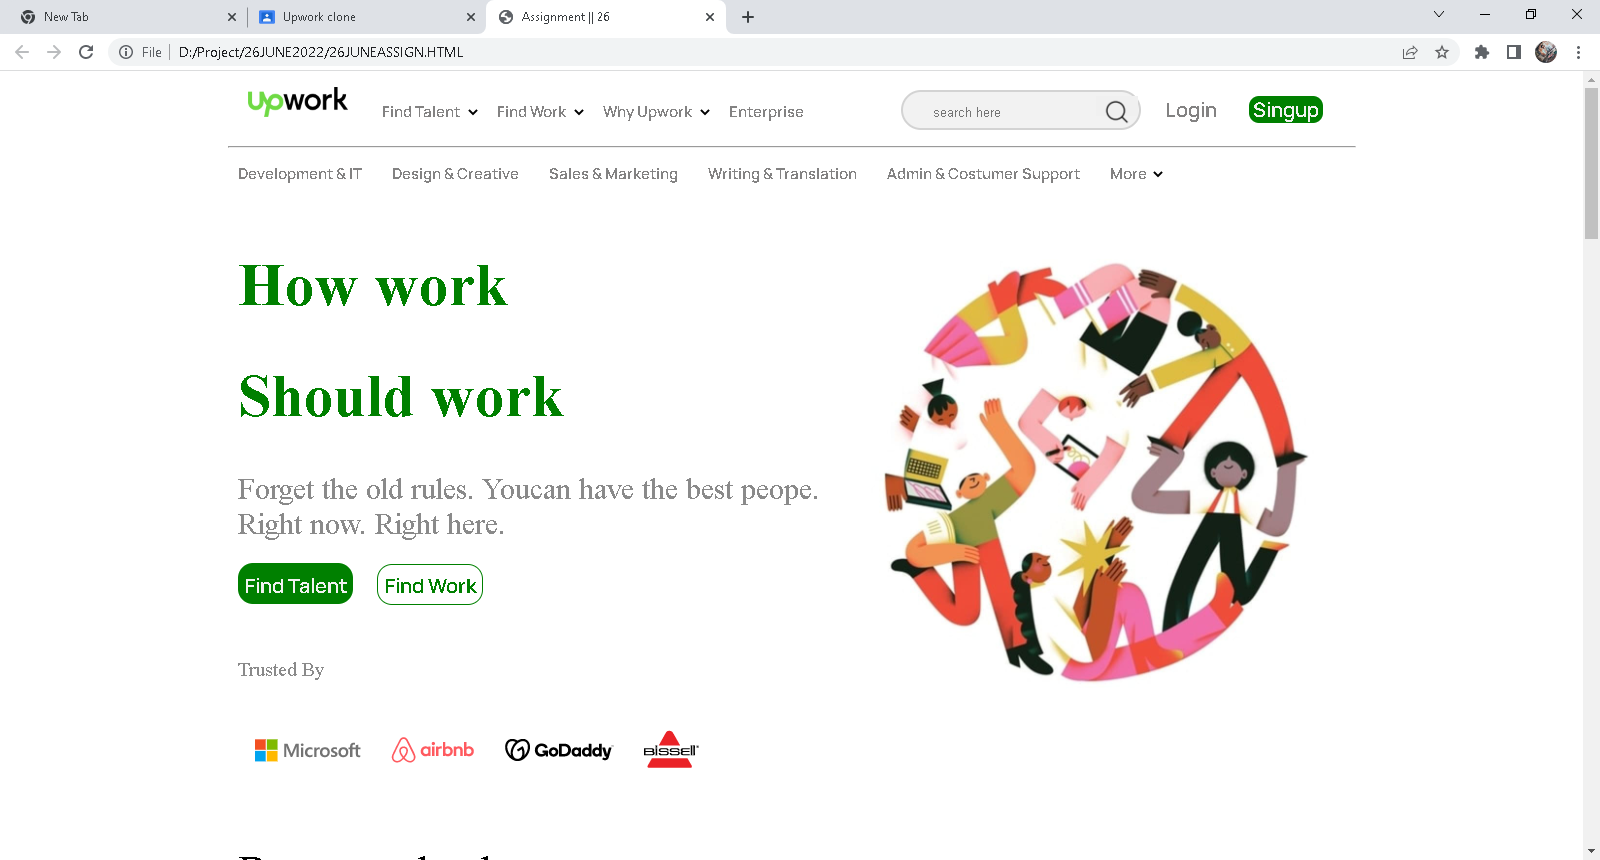 New Tab
Upwork clone
Assignment || 26
File
D:/Project/26JUNE2022/26JUNEASSIGN.HTML
upwork
Find Talent
Find Work
Why Upwork
Enterprise
search here
Login
Singup
Development & IT
Design & Creative
Sales & Marketing
Writing & Translation
Admin & Costumer Support
More
How work
Should work
Forget the old rules. Youcan have the best peope.
Right now. Right here.
Find Talent
Find Work
Trusted By
Microsoft
airbnb
GoDaddy
BISSELL